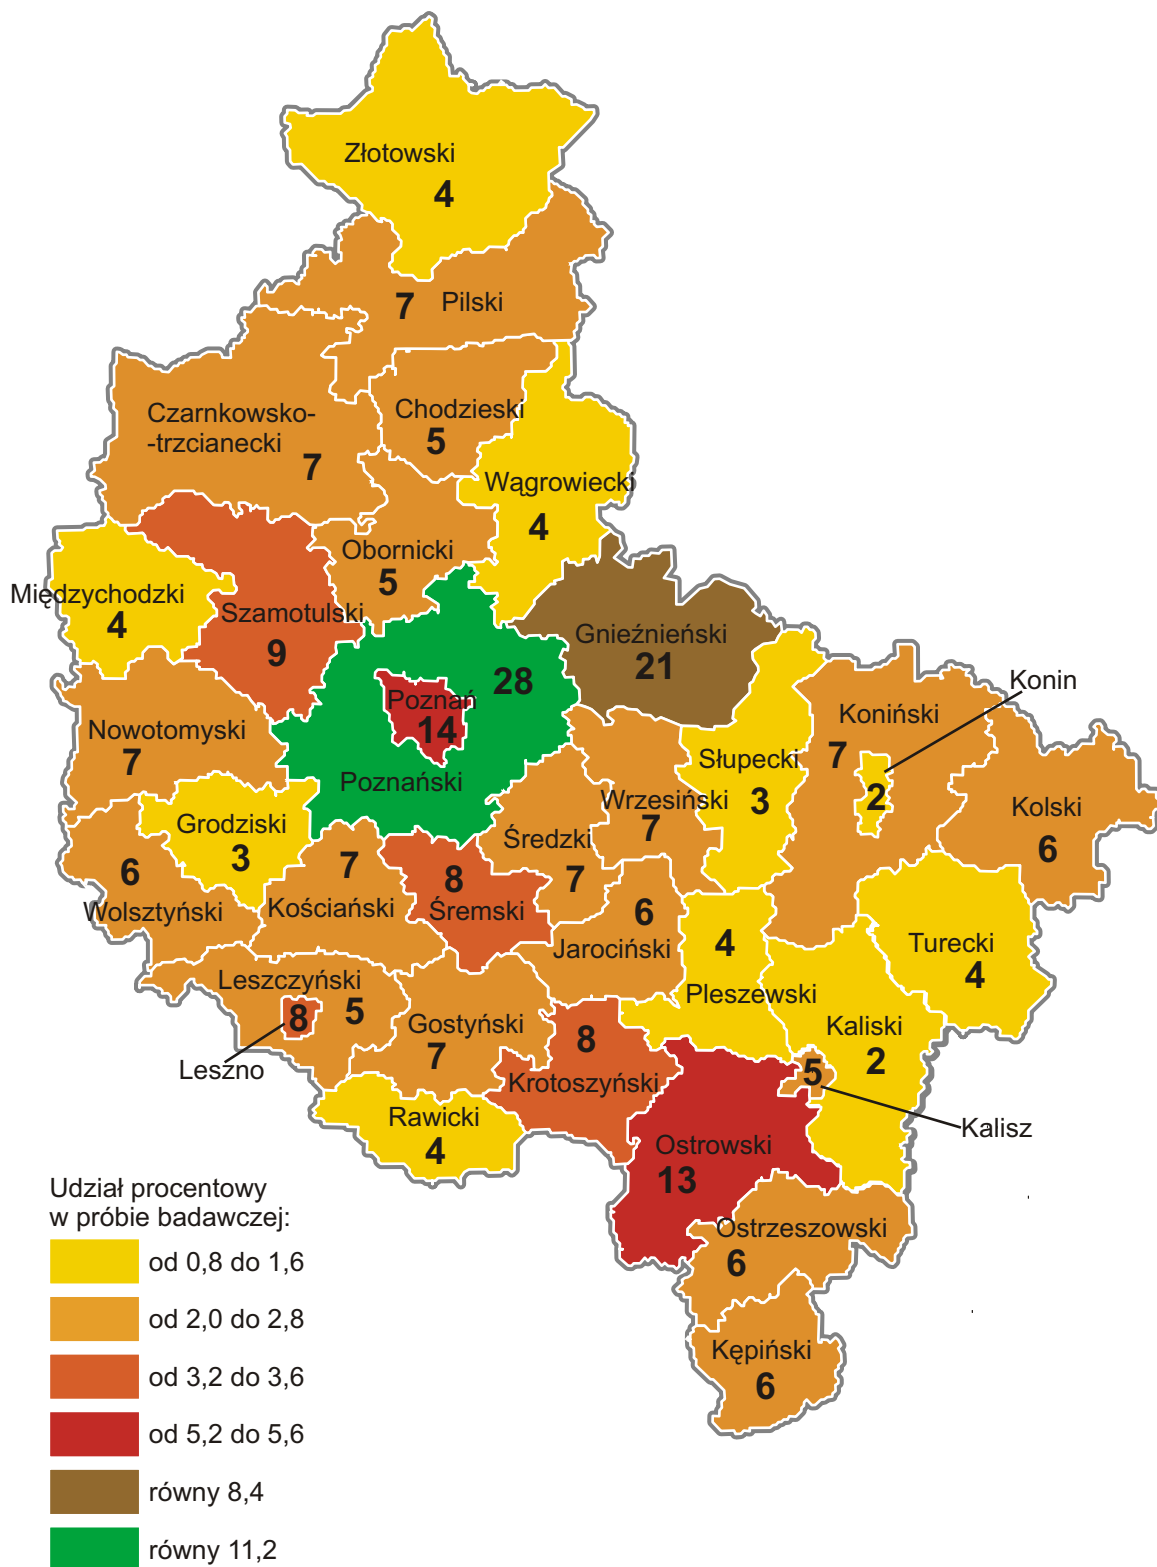 Złotowski
4
7 Pilski
Czarnkowsko-
-trzcianecki
7
Chodzieski
5
Wągrowiecki
4
Obornicki
5
Międzychodzki
4
Szamotulski
9
Gnieźnieński
21
28
Poznań
14
Poznański
Nowotomyski
7
Konin
Koniński
7
2
Słupecki
3
Kolski
6
Wrzesiński
7
Grodziski
3
Średzki
7
6
Wolsztyński
7
Kościański
8
Śremski
6
Jarociński
4
Pleszewski
Turecki
4
Leszczyński
5
8
Leszno
Gostyński
7
8
Krotoszyński
Kaliski
2
5
Kalisz
Rawicki
4
Ostrowski
13
Ostrzeszowski
6
Kępiński
6
Udział procentowy
w próbie badawczej:
od 0,8 do 1,6
od 2,0 do 2,8
od 3,2 do 3,6
od 5,2 do 5,6
równy 8,4
równy 11,2